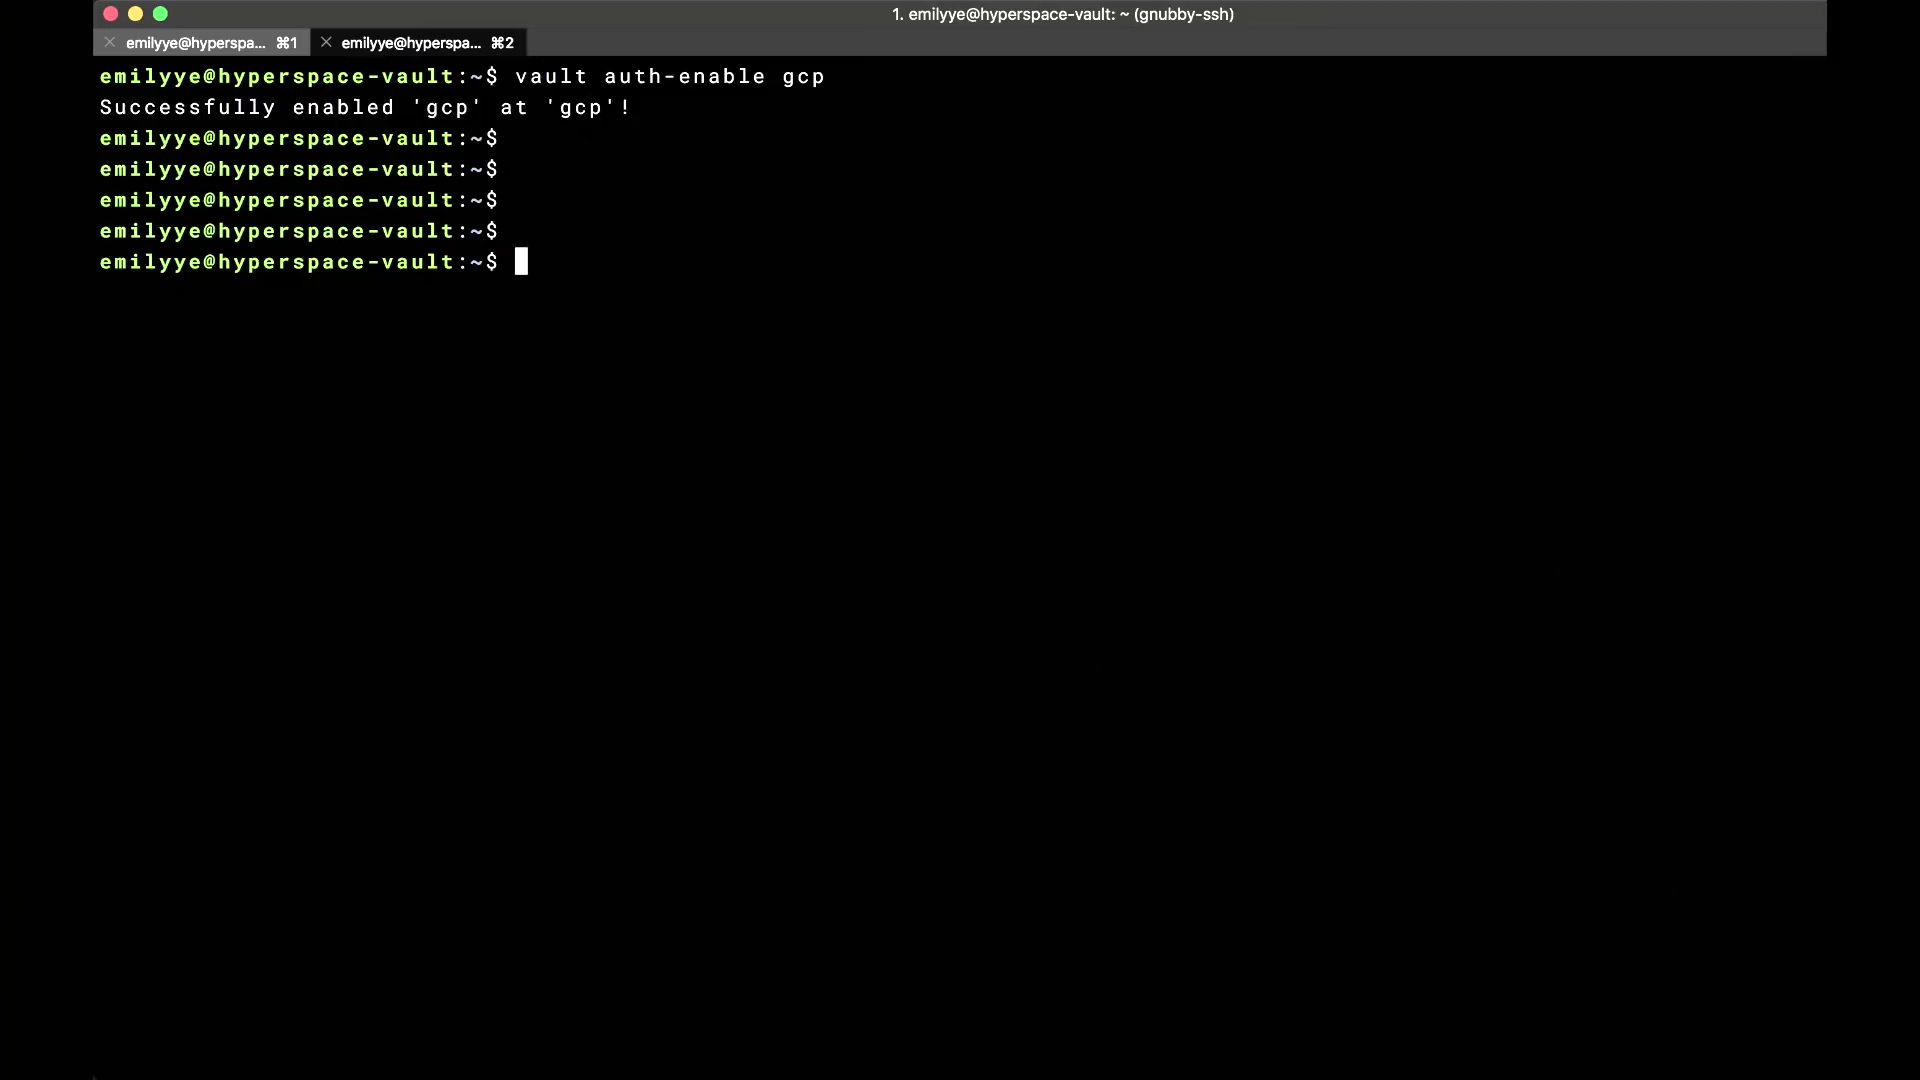 1. emilyye@hyperspace-vault: ~ (gnubby-ssh)
emilyye@hyperspa... ⌘1 emilyye@hyperspa... ⌘2
emilyye@hyperspace-vault:~$ vault auth-enable gcp
Successfully enabled 'gcp' at 'gcp'!
emilyye@hyperspace-vault:~$
emilyye@hyperspace-vault:~$
emilyye@hyperspace-vault:~$
emilyye@hyperspace-vault:~$
emilyye@hyperspace-vault:~$